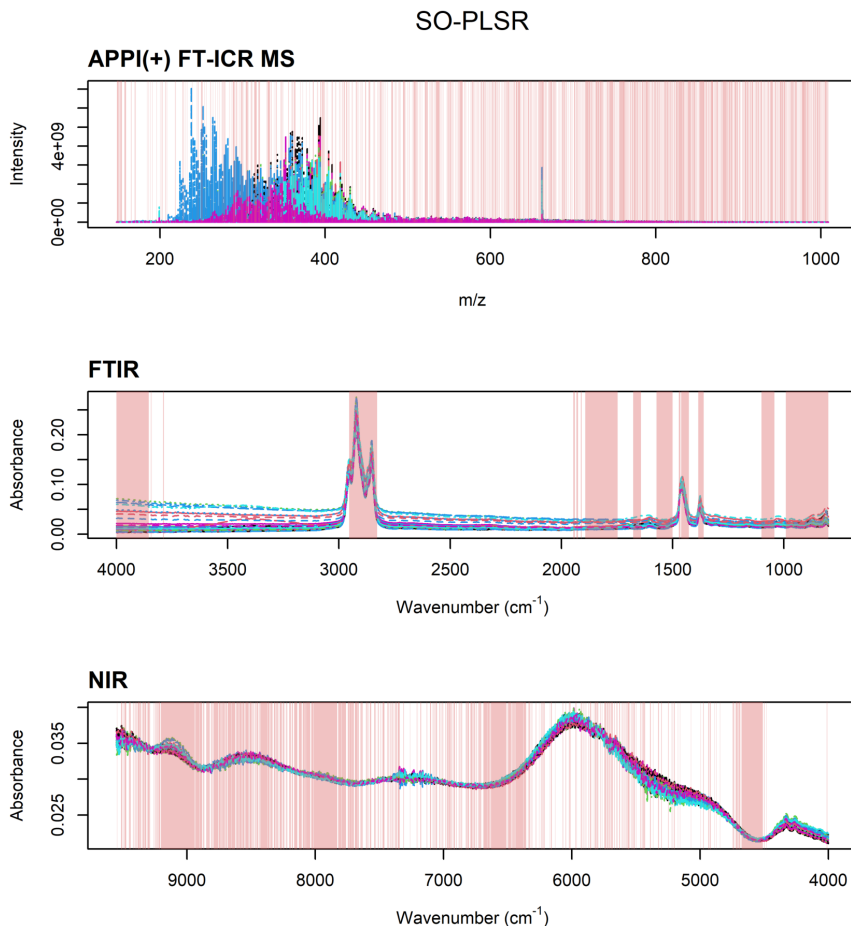 SO-PLSR
APPI(+) FT-ICR MS
Intensity
4e+09
0e+00
200 400 600 800 1000
m/z
FTIR
Absorbance
0.20
0.10
0.00
4000 3500 3000 2500 2000 1500 1000
Wavenumber (cm⁻¹)
NIR
Absorbance
0.035
0.025
9000 8000 7000 6000 5000 4000
Wavenumber (cm⁻¹)